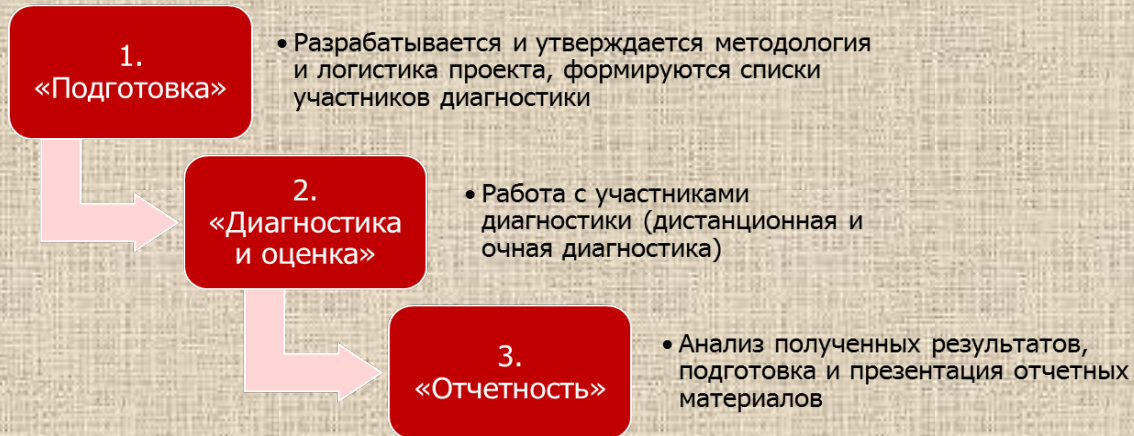 1.
«Подготовка»
• Разрабатывается и утверждается методология
и логистика проекта, формируются списки
участников диагностики
2.
«Диагностика
и оценка»
• Работа с участниками
диагностики (дистанционная и
очная диагностика)
3.
«Отчетность»
• Анализ полученных результатов,
подготовка и презентация отчетных
материалов